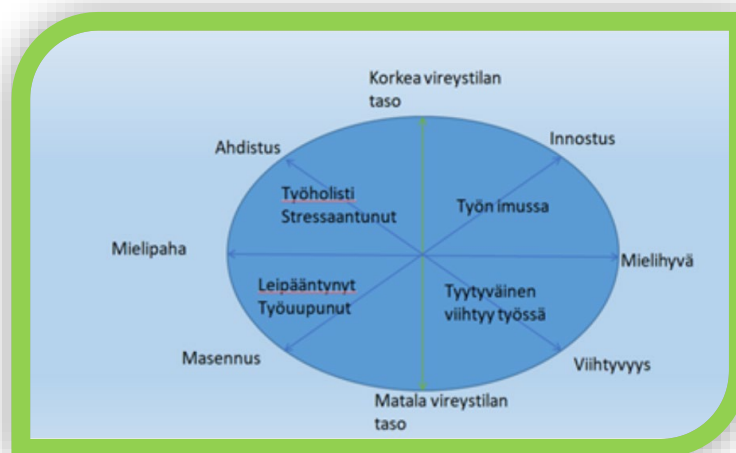 Korkea vireystilan
taso
Ahdistus
Innostus
Työholisti
Stressaantunut
Työn imussa
Mielipaha
Mielihyvä
Leipääntynyt
Työuupunut
Tyytyväinen
viihtyy työssä
Masennus
Viihtyvyys
Matala vireystilan
taso